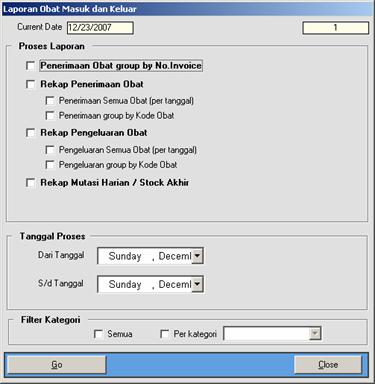 Laporan Obat Masuk dan Keluar
Current Date 12/23/2007 1
Proses Laporan
Penerimaan Obat group by No.Invoice
Rekap Penerimaan Obat
Penerimaan Semua Obat (per tanggal)
Penerimaan group by Kode Obat
Rekap Pengeluaran Obat
Pengeluaran Semua Obat (per tanggal)
Pengeluaran group by Kode Obat
Rekap Mutasi Harian / Stock Akhir
Tanggal Proses
Dari Tanggal Sunday , Decem
S/d Tanggal Sunday , Decem
Filter Kategori
Semua Per kategori
Go Close